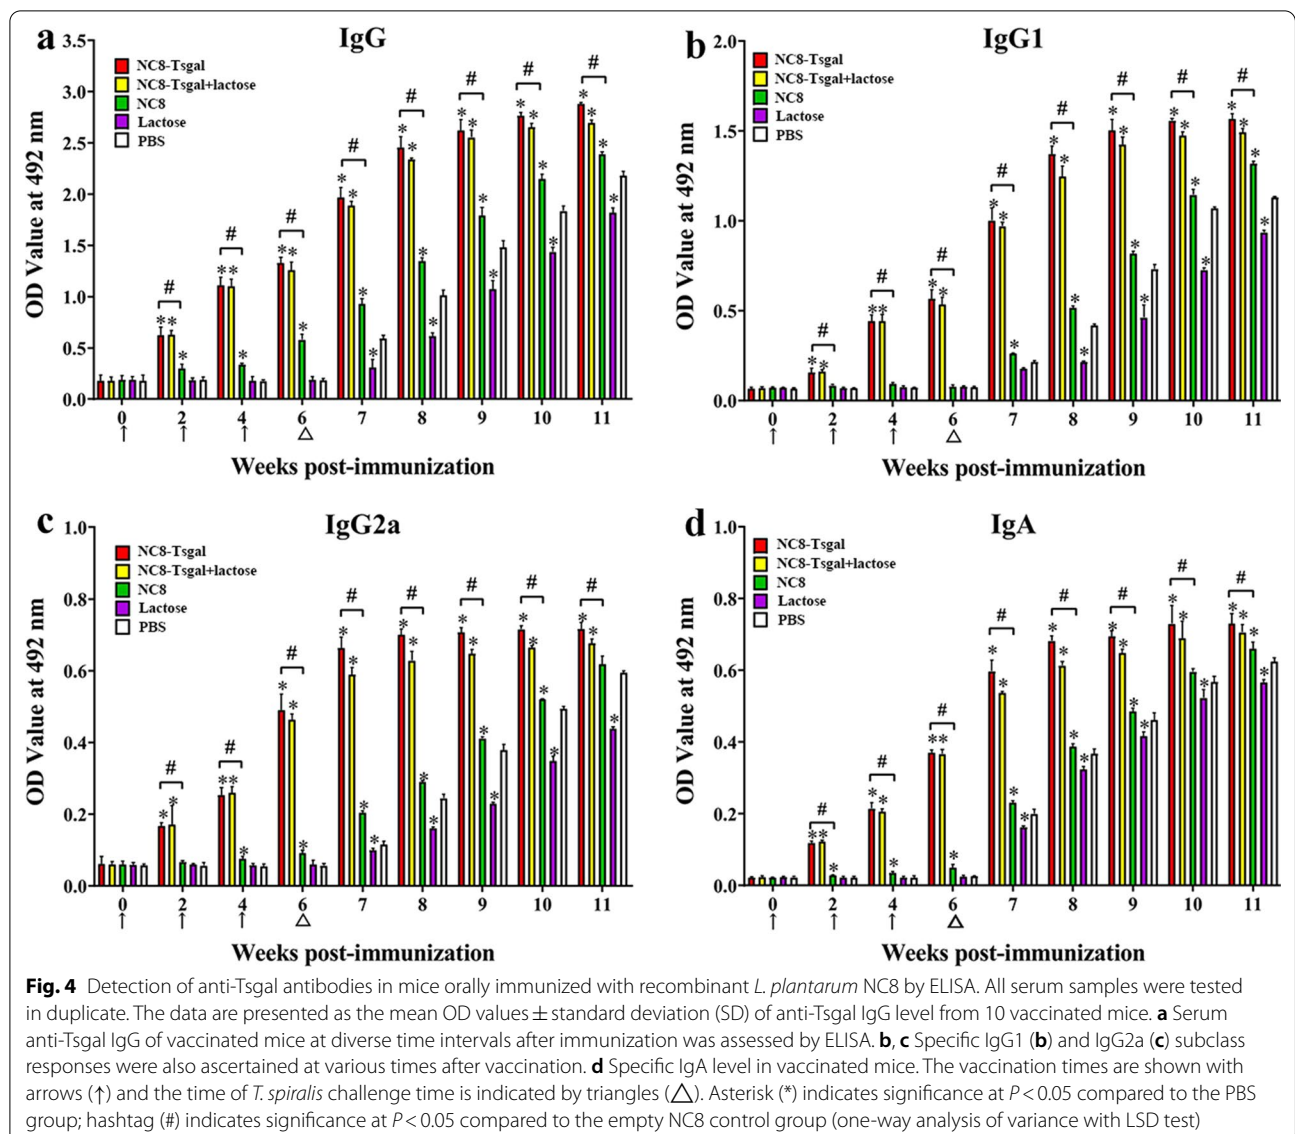 a
IgG
3.5
3.0
2.5
2.0
1.5
1.0
0.5
0.0
OD Value at 492 nm
NC8-Tsgal
NC8-Tsgal+lactose
NC8
Lactose
PBS
# # # # # # # #
0 2 4 6 7 8 9 10 11
↑ ↑ ↑ △
Weeks post-immunization
b
IgG1
2.0
1.5
1.0
0.5
0.0
OD Value at 492 nm
NC8-Tsgal
NC8-Tsgal+lactose
NC8
Lactose
PBS
# # # # # # # #
0 2 4 6 7 8 9 10 11
↑ ↑ ↑ △
Weeks post-immunization
c
IgG2a
1.0
0.8
0.6
0.4
0.2
0.0
OD Value at 492 nm
NC8-Tsgal
NC8-Tsgal+lactose
NC8
Lactose
PBS
# # # # # # # #
0 2 4 6 7 8 9 10 11
↑ ↑ ↑ △
Weeks post-immunization
d
IgA
1.0
0.8
0.6
0.4
0.2
0.0
OD Value at 492 nm
NC8-Tsgal
NC8-Tsgal+lactose
NC8
Lactose
PBS
# # # # # # # #
0 2 4 6 7 8 9 10 11
↑ ↑ ↑ △
Weeks post-immunization
Fig. 4 Detection of anti-Tsgal antibodies in mice orally immunized with recombinant L. plantarum NC8 by ELISA. All serum samples were tested
in duplicate. The data are presented as the mean OD values ± standard deviation (SD) of anti-Tsgal IgG level from 10 vaccinated mice. a Serum
anti-Tsgal IgG of vaccinated mice at diverse time intervals after immunization was assessed by ELISA. b, c Specific IgG1 (b) and IgG2a (c) subclass
responses were also ascertained at various times after vaccination. d Specific IgA level in vaccinated mice. The vaccination times are shown with
arrows (↑) and the time of T. spiralis challenge time is indicated by triangles (△). Asterisk (*) indicates significance at P < 0.05 compared to the PBS
group; hashtag (#) indicates significance at P < 0.05 compared to the empty NC8 control group (one-way analysis of variance with LSD test)